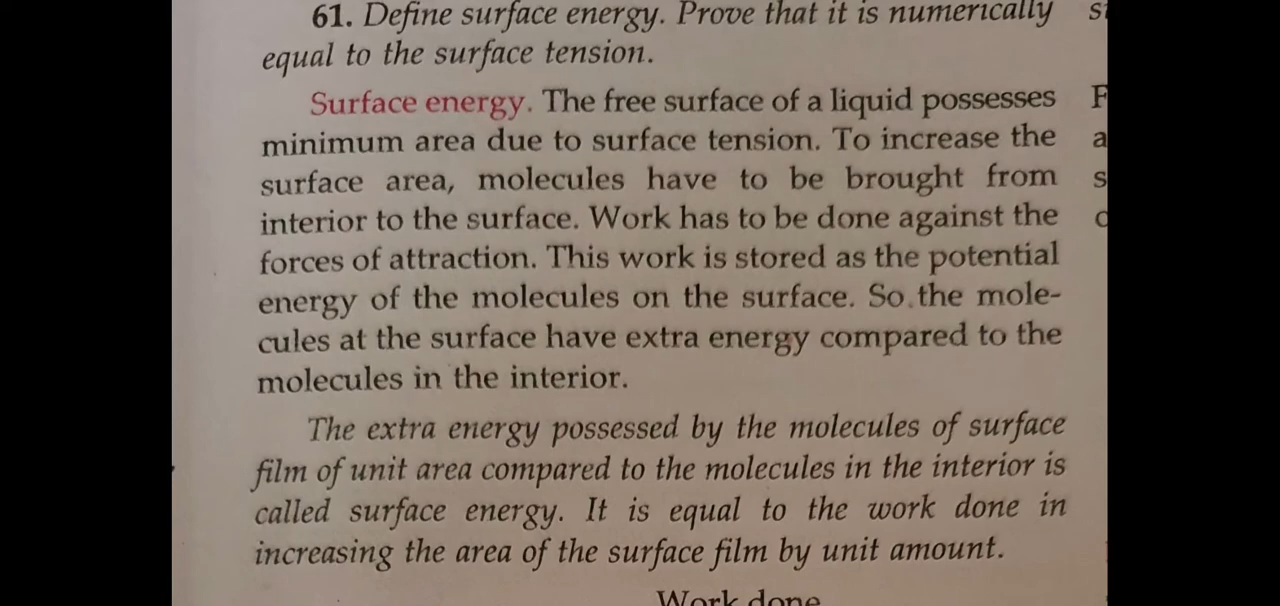 61. Define surface energy. Prove that it is numerically
equal to the surface tension.
Surface energy. The free surface of a liquid possesses
minimum area due to surface tension. To increase the
surface area, molecules have to be brought from
interior to the surface. Work has to be done against the
forces of attraction. This work is stored as the potential
energy of the molecules on the surface. So the mole-
cules at the surface have extra energy compared to the
molecules in the interior.
The extra energy possessed by the molecules of surface
film of unit area compared to the molecules in the interior is
called surface energy. It is equal to the work done in
increasing the area of the surface film by unit amount.
Work done